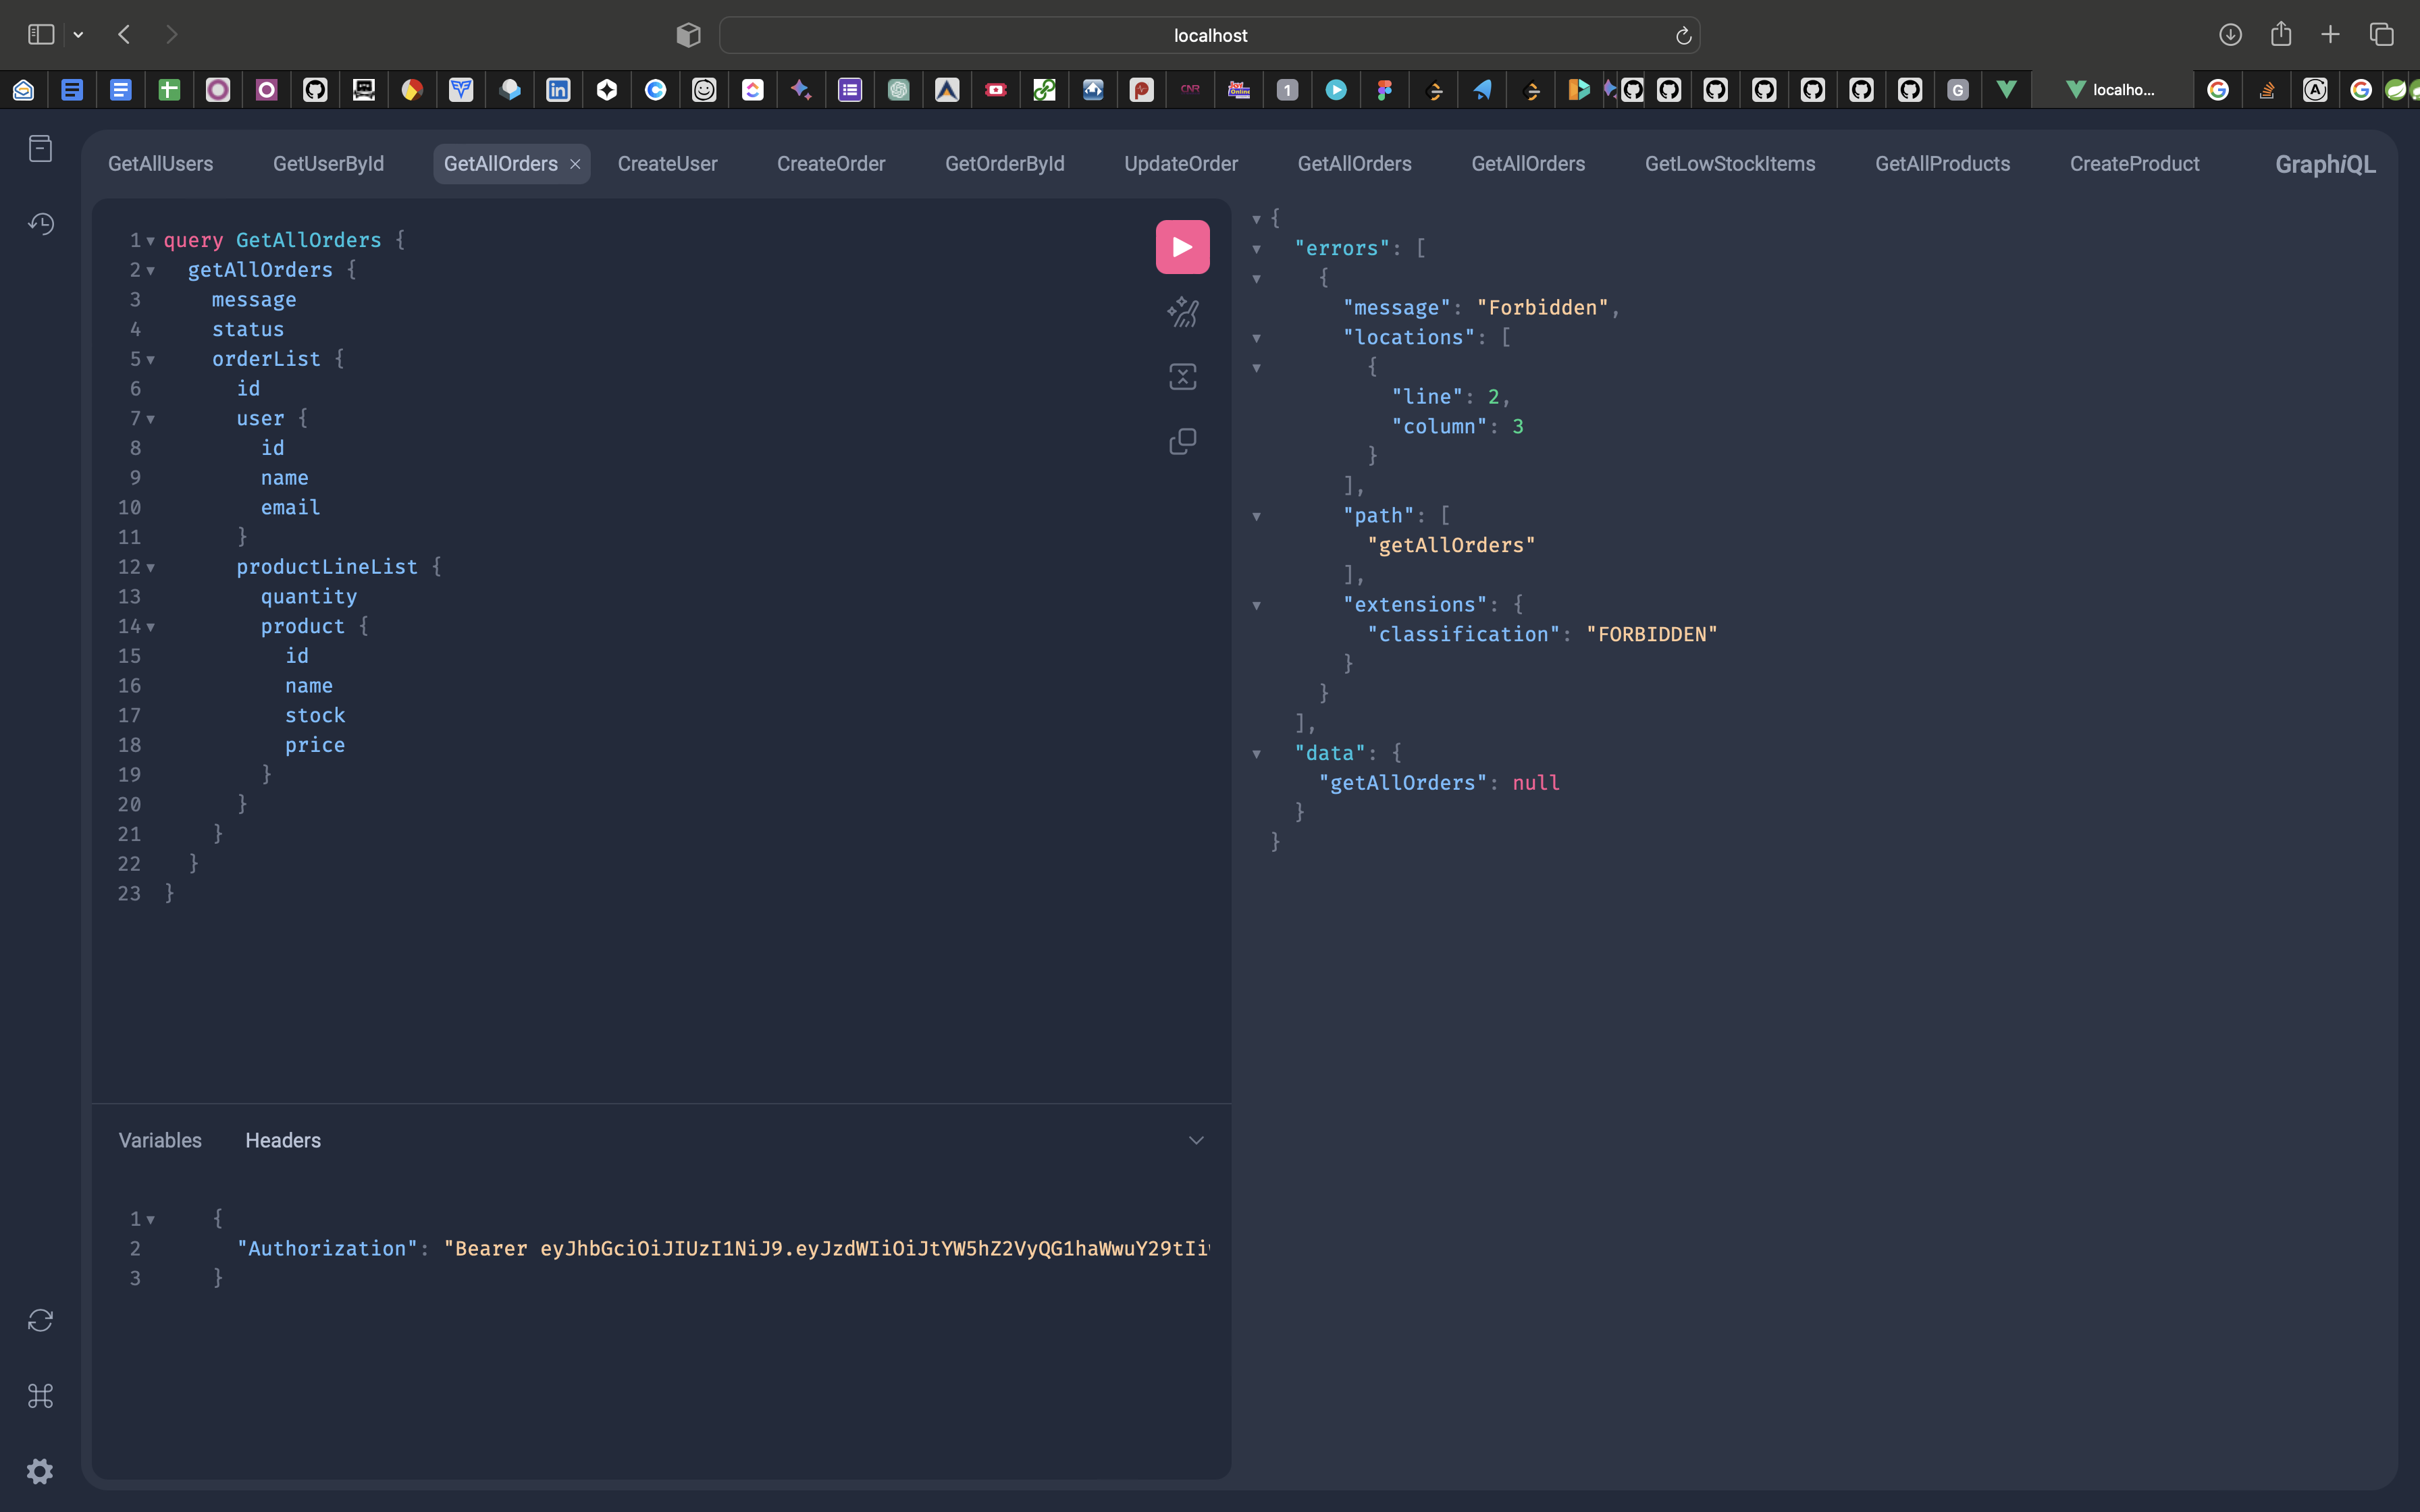 localhost
CNR
1
G
localho...
GetAllUsers GetUserById GetAllOrders × CreateUser CreateOrder GetOrderById UpdateOrder GetAllOrders GetAllOrders GetLowStockItems GetAllProducts CreateProduct GraphiQL
1 query GetAllOrders {
2 getAllOrders {
3 message
4 status
5 orderList {
6 id
7 user {
8 id
9 name
10 email
11 }
12 productLineList {
13 quantity
14 product {
15 id
16 name
17 stock
18 price
19 }
20 }
21 }
22 }
23 }
{
"errors": [
{
"message": "Forbidden",
"locations": [
{
"line": 2,
"column": 3
}
],
"path": [
"getAllOrders"
],
"extensions": {
"classification": "FORBIDDEN"
}
}
],
"data": {
"getAllOrders": null
}
}
Variables Headers
1 {
2 "Authorization": "Bearer eyJhbGciOiJIUzI1NiJ9.eyJzdWIiOiJtYW5hZ2VyQG1haWwuY29tIi
3 }